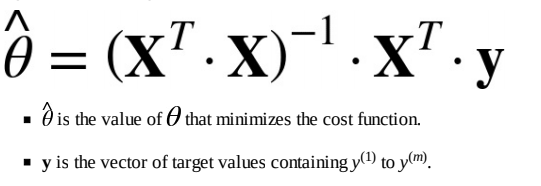 θ̂ = (X^T · X)^−1 · X^T · y
▪ θ̂ is the value of θ that minimizes the cost function.
▪ y is the vector of target values containing y^(1) to y^(m).